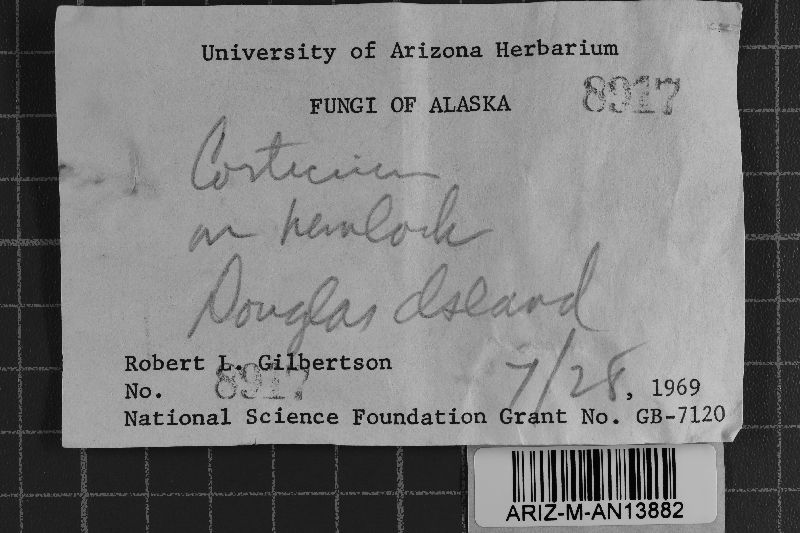 University of Arizona Herbarium
FUNGI OF ALASKA 8917
Corticium
on hemlock
Douglas Island
Robert L. Gilbertson
No. 8917 7/28, 1969
National Science Foundation Grant No. GB-7120
ARIZ-M-AN13882